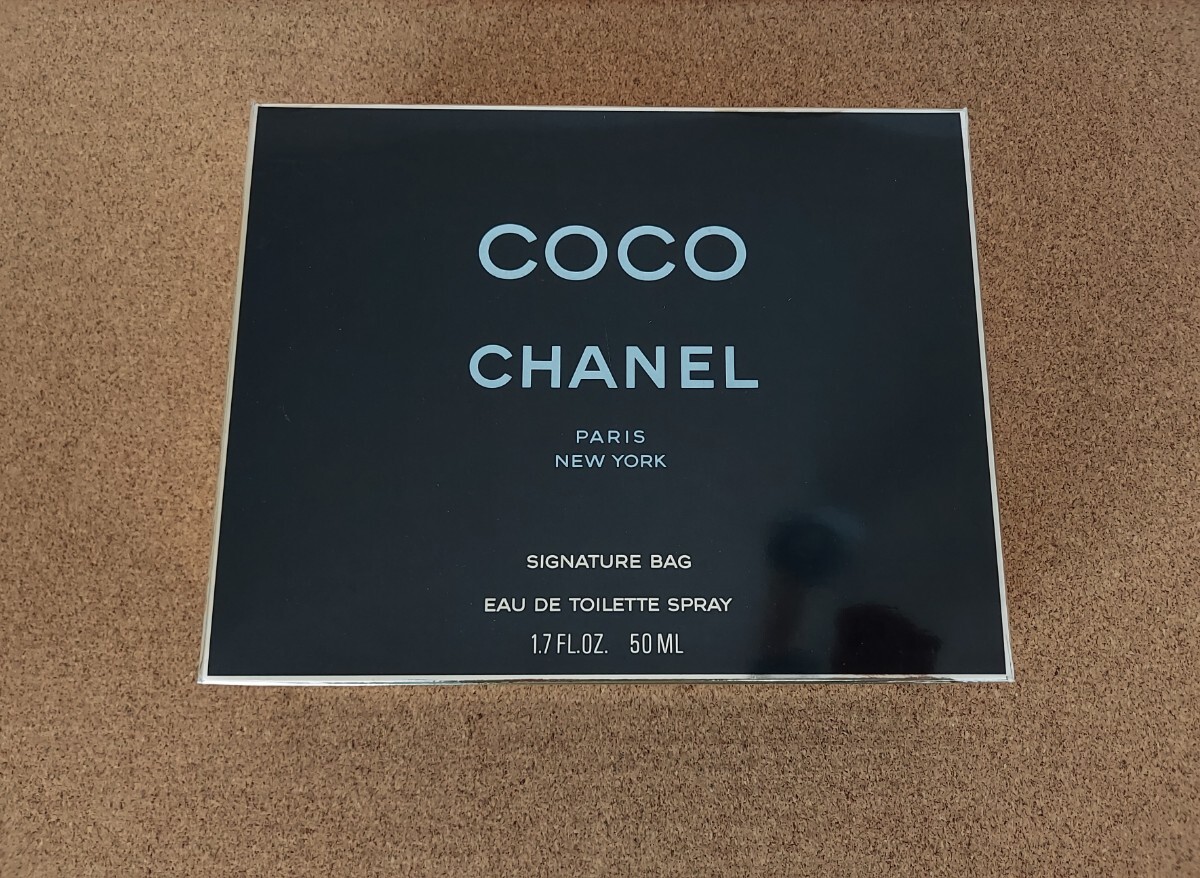 COCO
CHANEL
PARIS
NEW YORK
SIGNATURE BAG
EAU DE TOILETTE SPRAY
1.7 FL.OZ. 50 ML